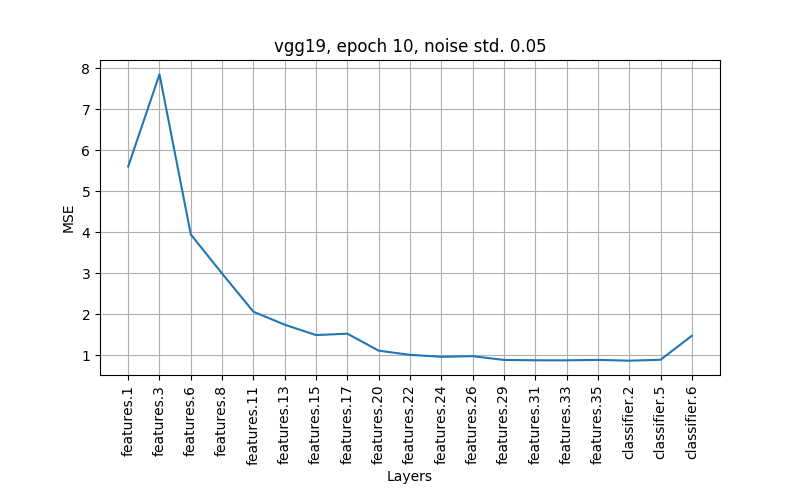 vgg19, epoch 10, noise std. 0.05
8
7
6
5
4
3
2
1
MSE
features.1
features.3
features.6
features.8
features.11
features.13
features.15
features.17
features.20
features.22
features.24
features.26
features.29
features.31
features.33
features.35
classifier.2
classifier.5
classifier.6
Layers